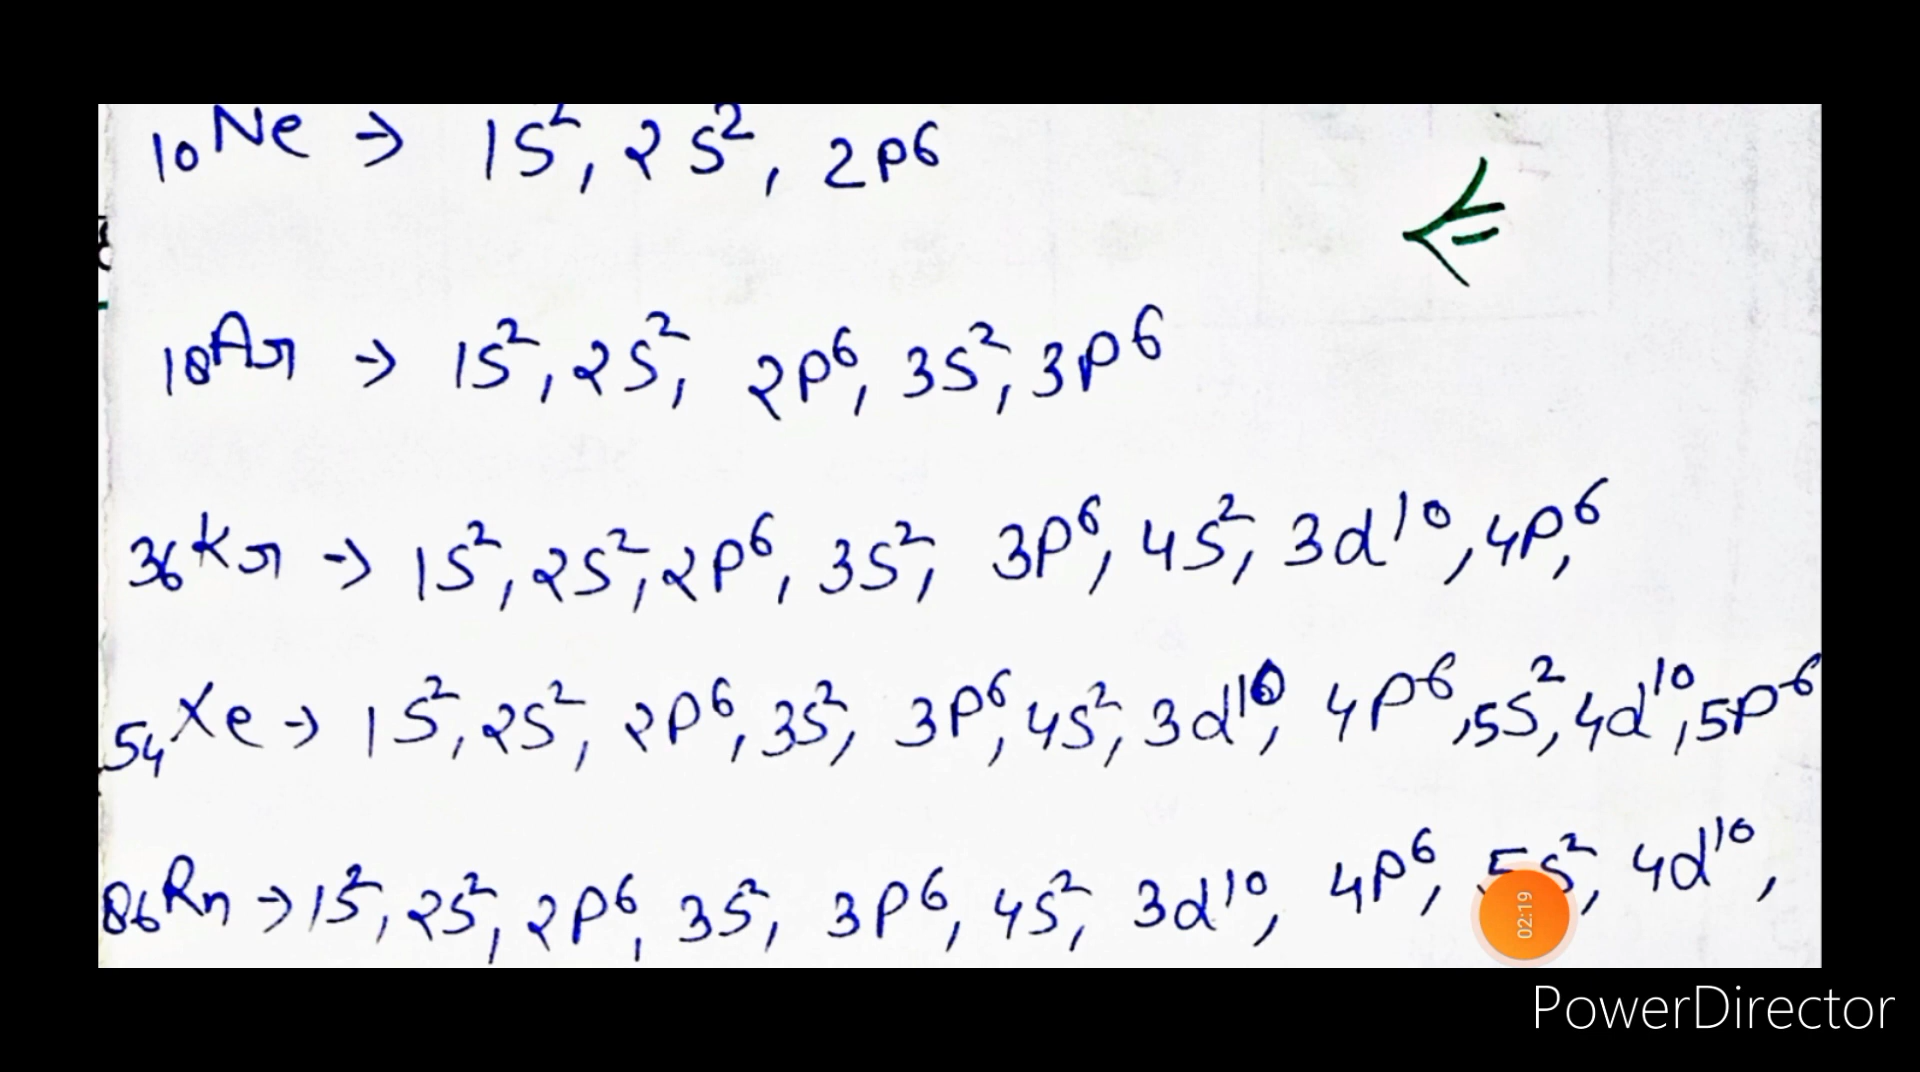 ₁₀Ne → 1S², 2S², 2P⁶
₁₈Ar → 1S², 2S², 2P⁶, 3S², 3P⁶
₃₆Kr → 1S², 2S², 2P⁶, 3S², 3P⁶, 4S², 3d¹⁰, 4P⁶,
₅₄Xe → 1S², 2S², 2P⁶, 3S², 3P⁶, 4S², 3d¹⁰, 4P⁶, 5S², 4d¹⁰, 5P⁶
₈₆Rn → 1S², 2S², 2P⁶, 3S², 3P⁶, 4S², 3d¹⁰, 4P⁶, 5S², 4d¹⁰,
02:19
PowerDirector